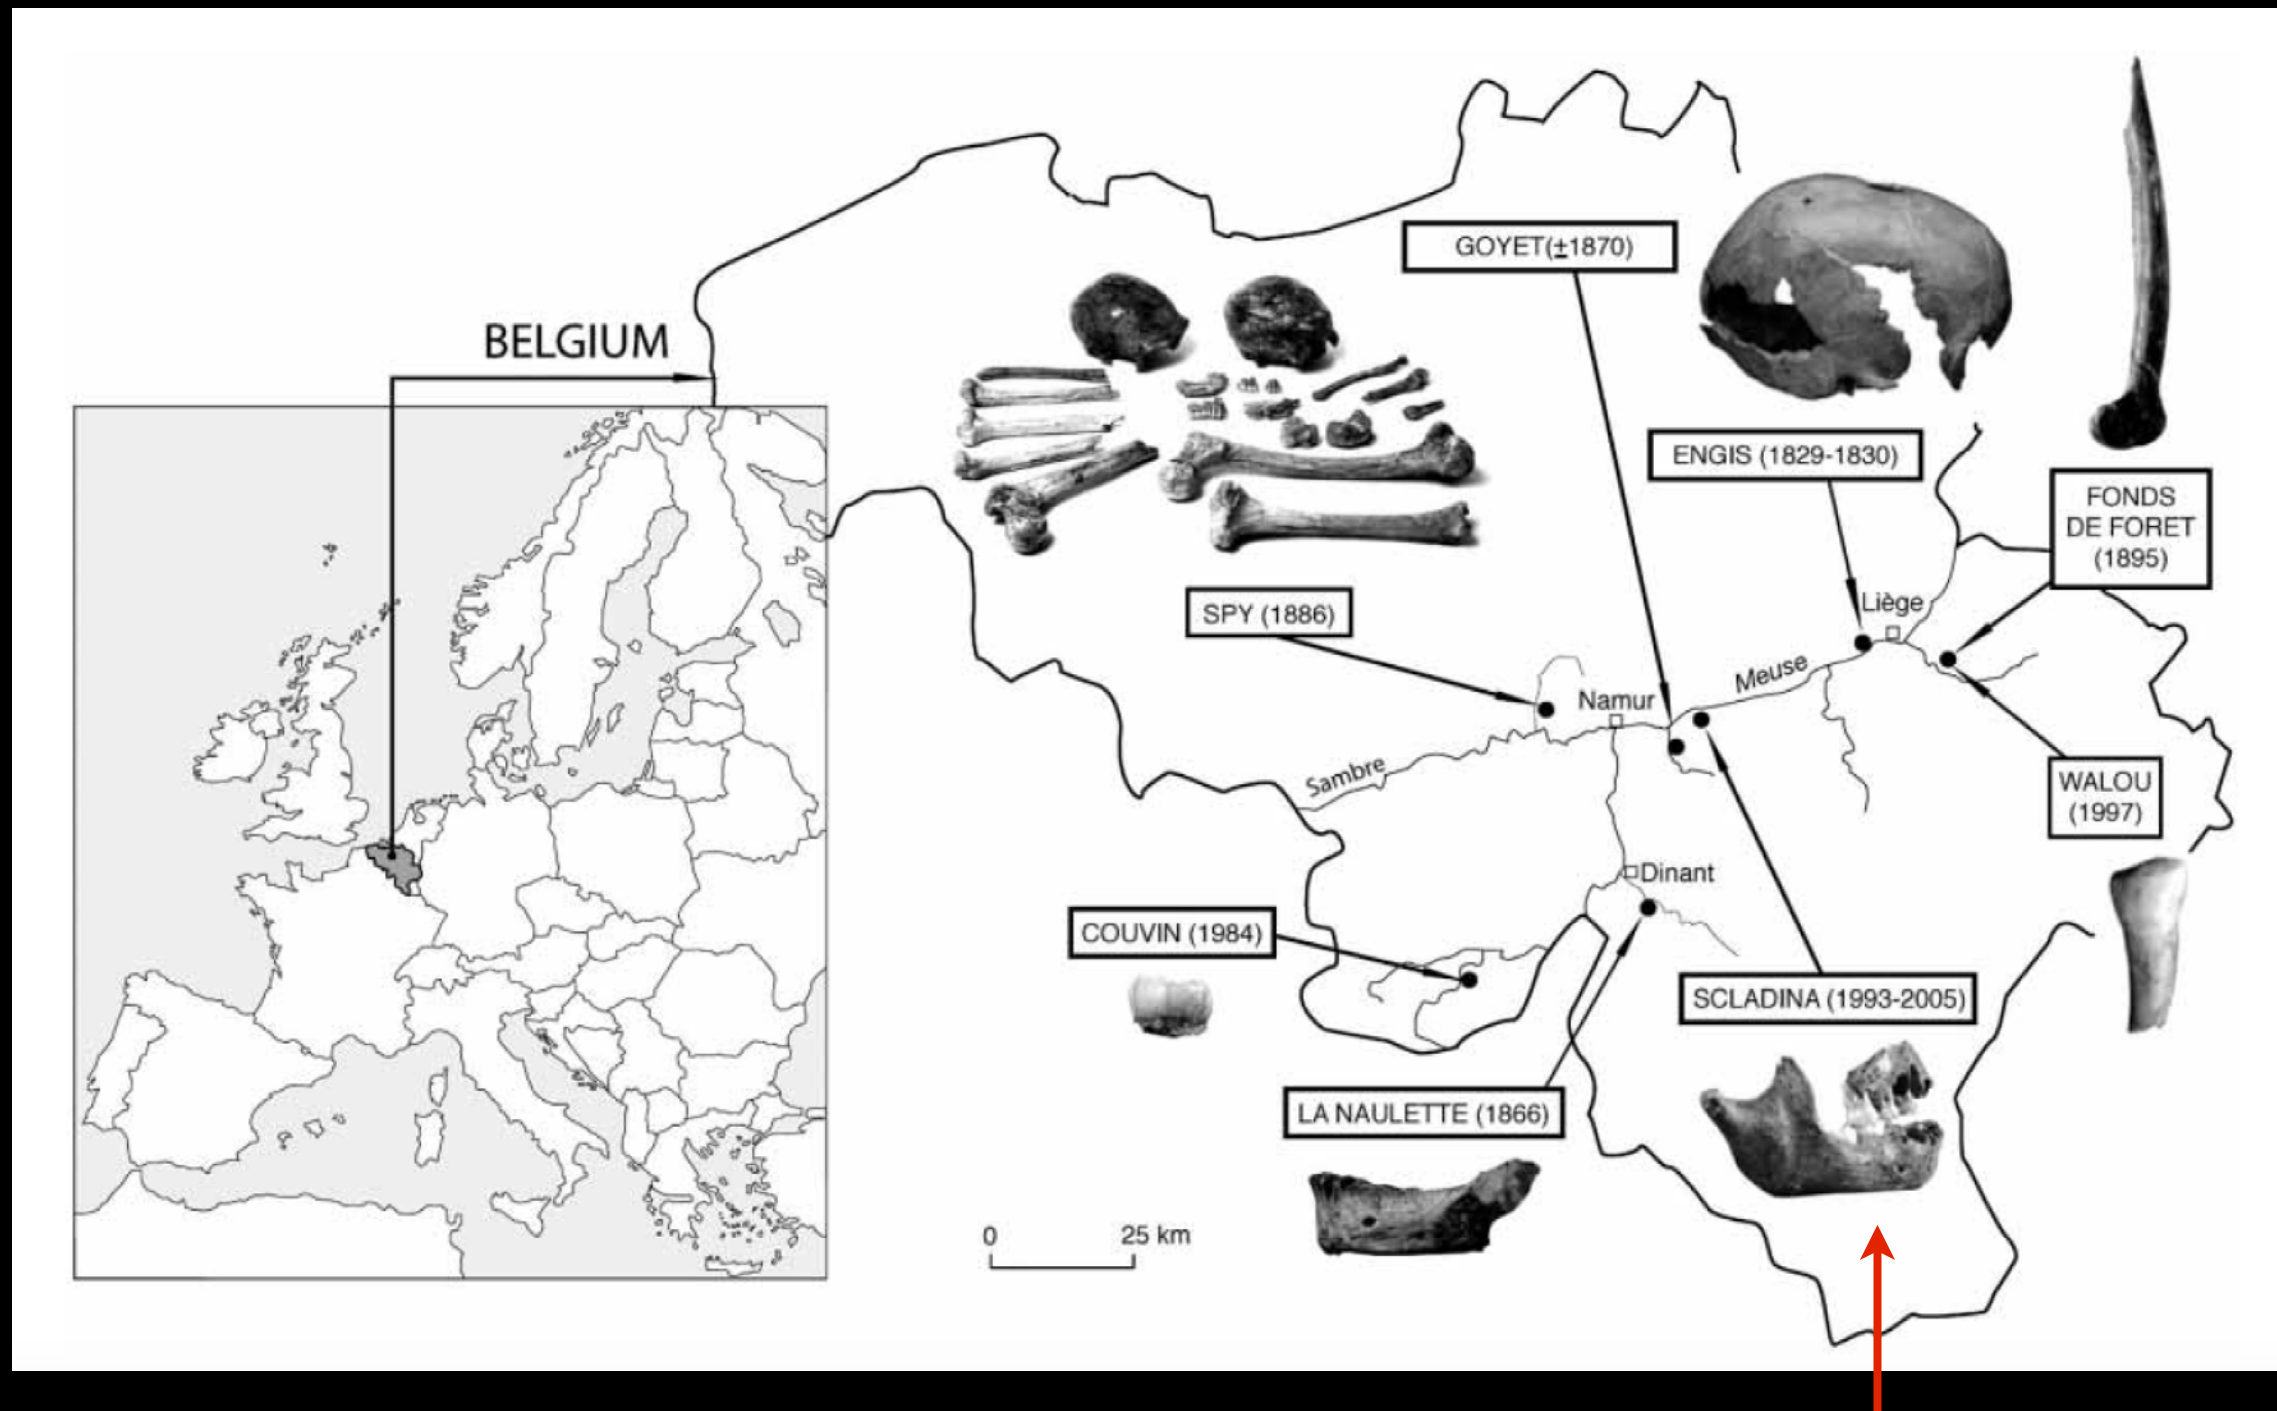 BELGIUM
GOYET(±1870)
ENGIS (1829-1830)
FONDS
DE FORET
(1895)
SPY (1886)
Liège
Meuse
Namur
Sambre
WALOU
(1997)
Dinant
COUVIN (1984)
SCLADINA (1993-2005)
LA NAULETTE (1866)
0 25 km